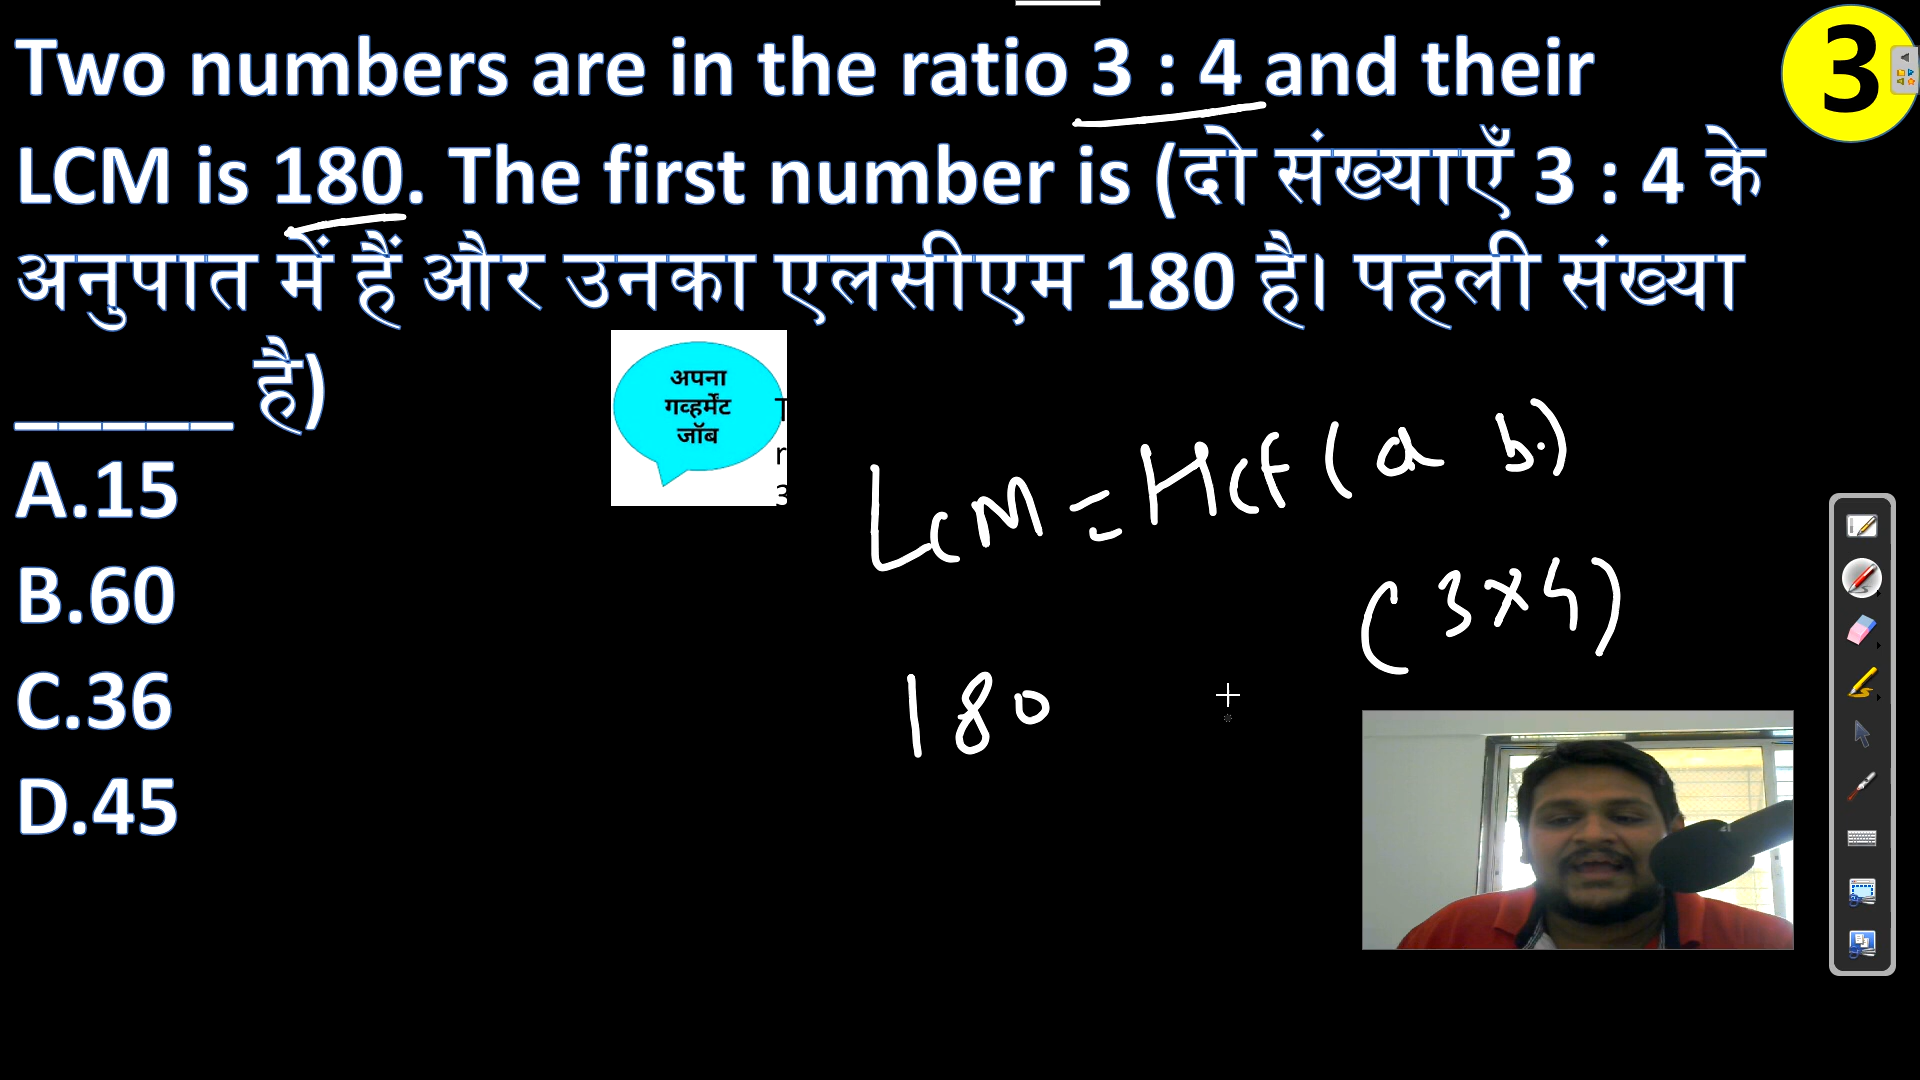 Two numbers are in the ratio 3 : 4 and their
LCM is 180. The first number is (दो संख्याएँ 3 : 4 के
अनुपात में हैं और उनका एलसीएम 180 है। पहली संख्या
______ है)
A.15
B.60
C.36
D.45
3
अपना
गव्हर्मेंट
जॉब
T
r
3
LCM = HCF (a b.)
(3×4)
180